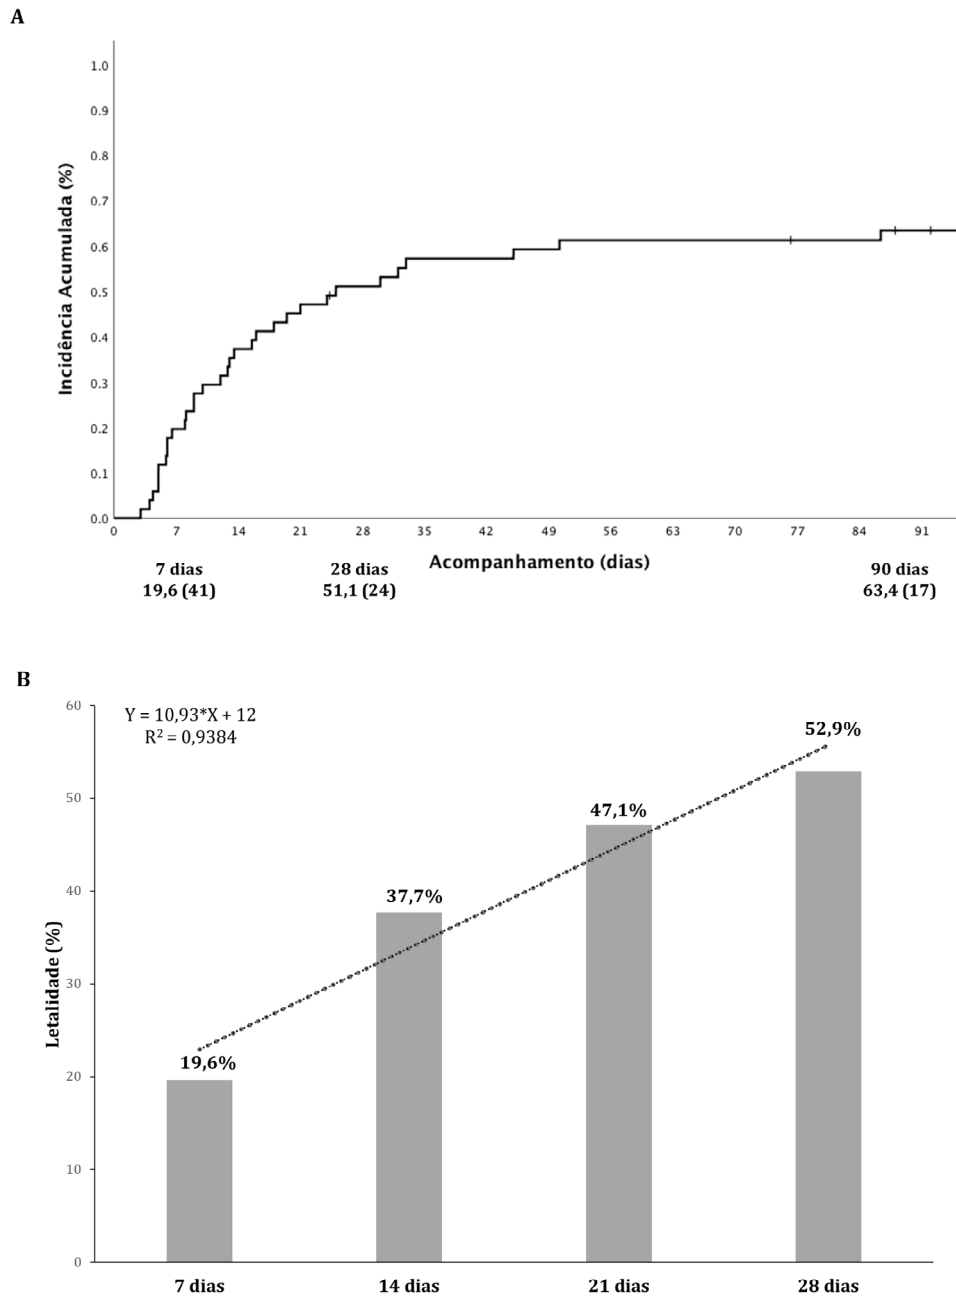 A
Incidência Acumulada (%)
1.0
0.9
0.8
0.7
0.6
0.5
0.4
0.3
0.2
0.1
0.0
0 7 14 21 28 35 42 49 56 63 70 77 84 91
Acompanhamento (dias)
7 dias 28 dias 90 dias
19,6 (41) 51,1 (24) 63,4 (17)
B
Y = 10,93*X + 12
R² = 0,9384
Letalidade (%)
60
50
40
30
20
10
0
19,6%
37,7%
47,1%
52,9%
7 dias 14 dias 21 dias 28 dias